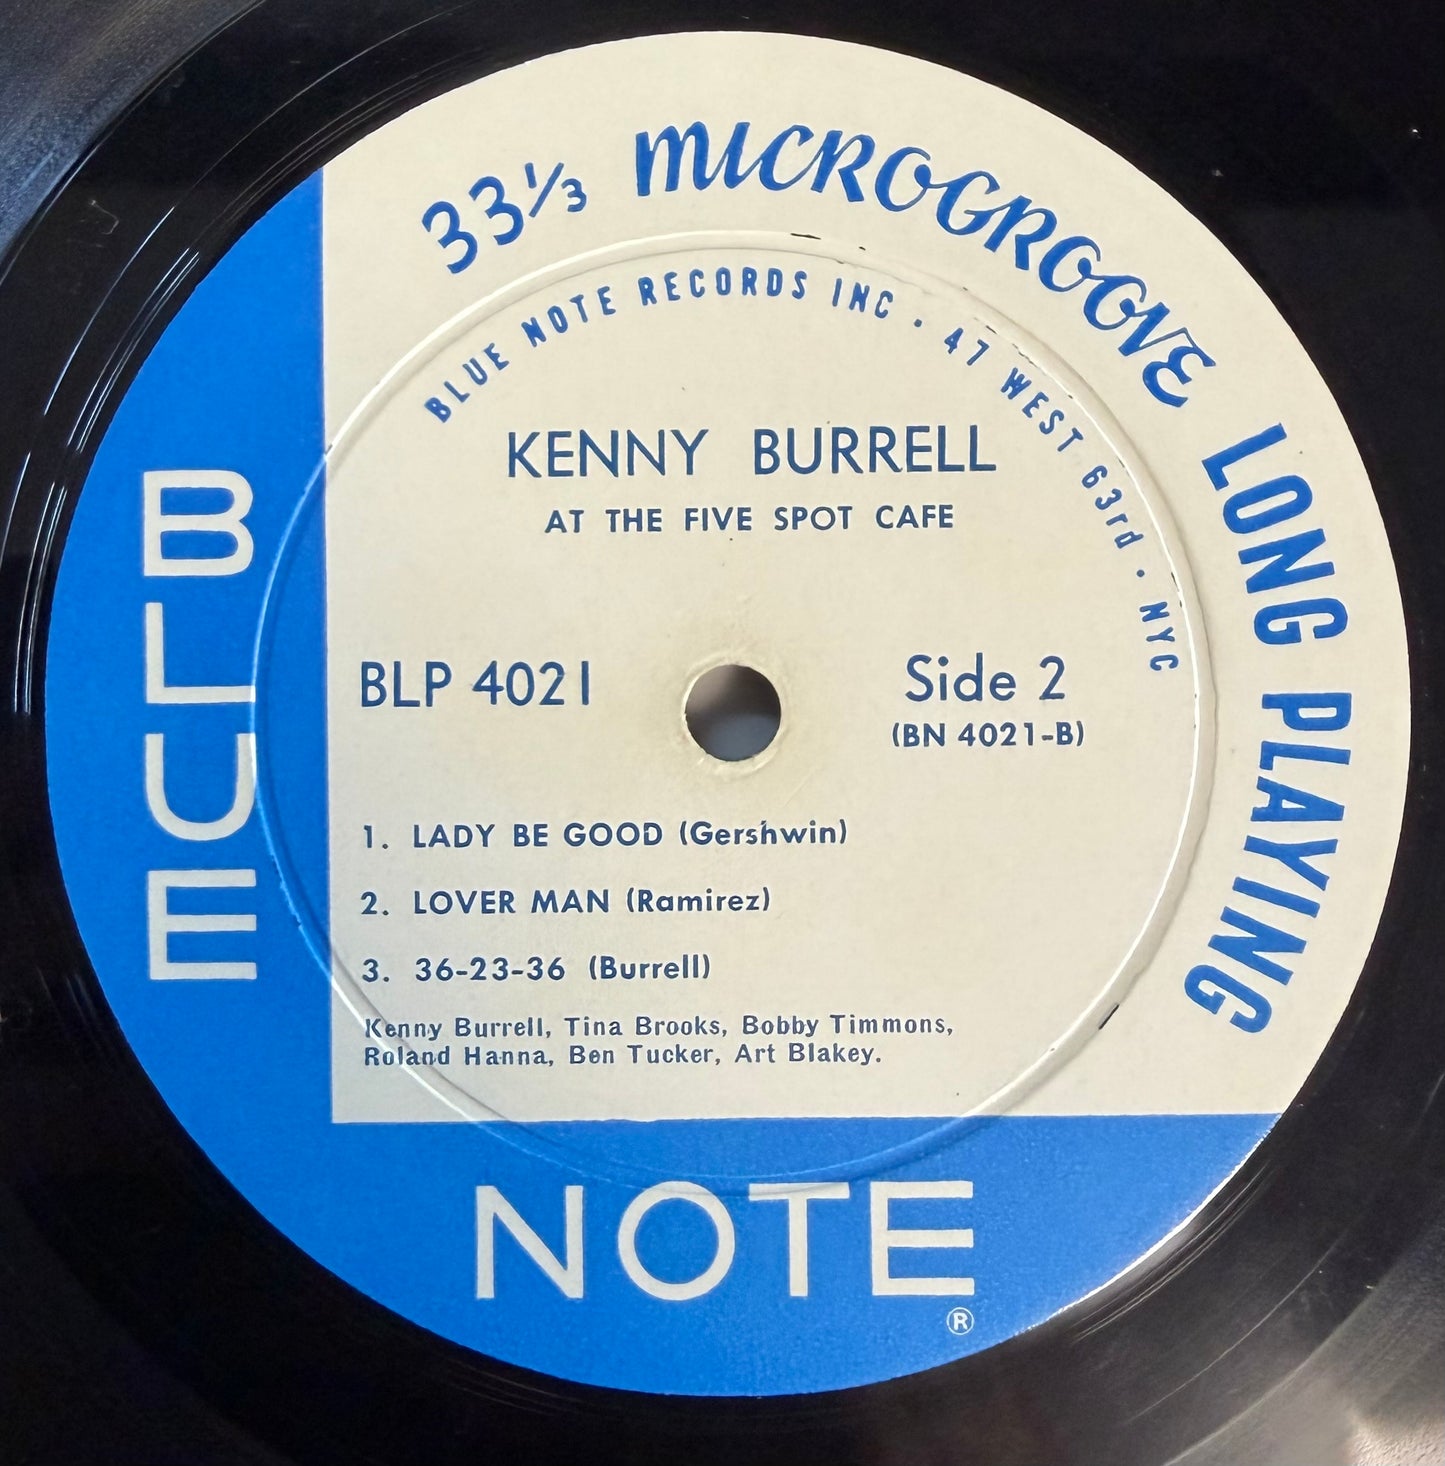 33⅓ MICROGROOVE LONG PLAYING
BLUE NOTE RECORDS INC · 47 WEST 63rd · NYC
KENNY BURRELL
AT THE FIVE SPOT CAFE
BLP 4021
Side 2
(BN 4021-B)
1. LADY BE GOOD (Gershwin)
2. LOVER MAN (Ramirez)
3. 36-23-36 (Burrell)
Kenny Burrell, Tina Brooks, Bobby Timmons,
Roland Hanna, Ben Tucker, Art Blakey.
BLUE
NOTE
®